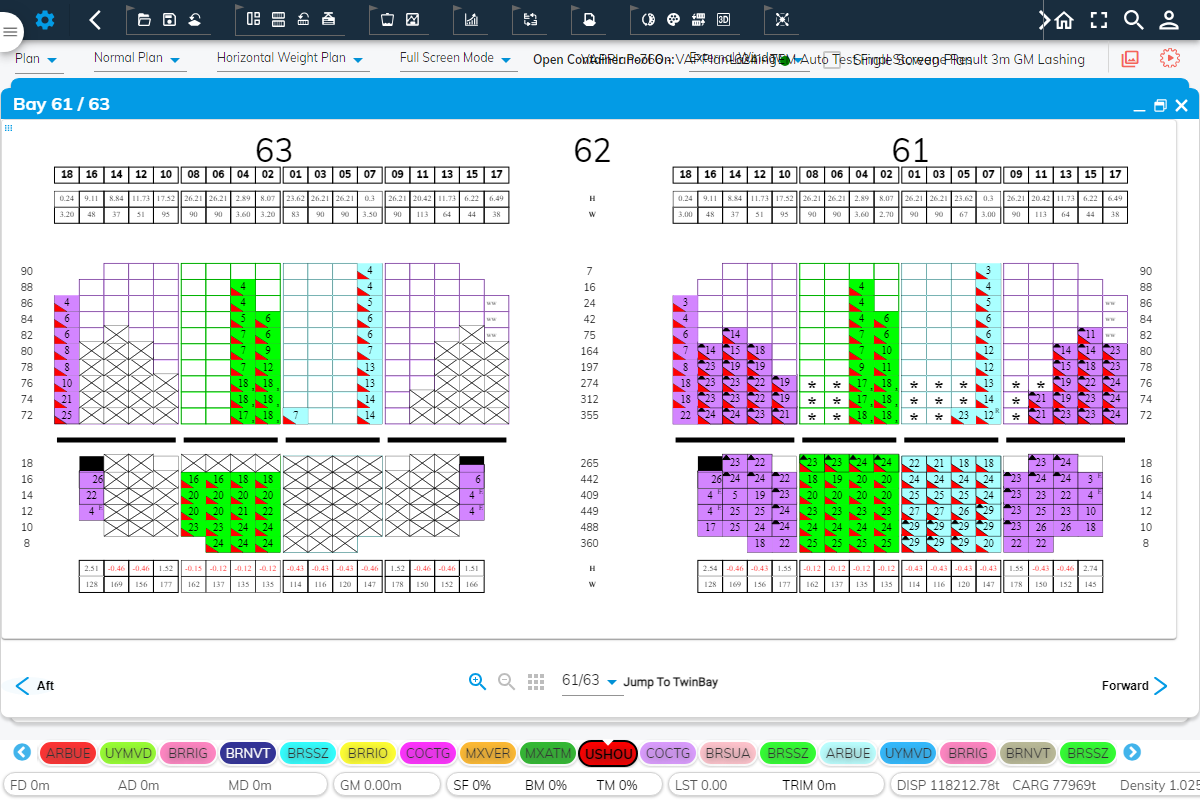 Plan
Normal Plan
Horizontal Weight Plan
Full Screen Mode
Bay 61 / 63
63 62 61
18 16 14 12 10 08 06 04 02 01 03 05 07 09 11 13 15 17 18 16 14 12 10 08 06 04 02 01 03 05 07 09 11 13 15 17
0.24 9.11 8.84 11.73 17.52 26.21 26.21 2.89 8.07 23.62 26.21 26.21 0.3 26.21 20.42 11.73 6.22 6.49 H 0.24 9.11 8.84 11.73 17.52 26.21 26.21 2.89 8.07 26.21 26.21 23.62 0.3 26.21 20.42 11.73 6.22 6.49
3.20 48 37 51 95 90 90 3.60 3.20 83 90 90 3.50 90 113 64 44 38 W 3.00 48 37 51 95 90 90 3.60 2.70 90 90 67 3.00 90 113 64 44 38
90 4 7 3 90
88 4 4 16 4 4 88
86 4 4 5 ww 24 3 4 5 ww 86
84 6 5 6 6 ww 42 4 4 6 6 ww 84
82 6 7 6 6 ww 75 6 14 7 6 6 11 ww 82
80 8 7 9 7 164 7 14 15 18 7 10 12 14 14 23 80
78 8 7 12 13 197 8 23 19 19 9 11 12 15 18 23 78
76 10 18 18 13 274 18 23 23 22 19 * * 17 18 * * * 13 * * 19 22 24 76
74 21 18 18 14 312 18 23 23 22 19 * * 18 18 * * * 14 * 21 19 23 24 74
72 25 17 18 7 14 355 22 24 24 23 21 * * 18 18 * * 23 12 R * 21 23 23 24 72
18 265 23 22 23 23 24 24 22 21 18 18 23 24 18
16 26 16 16 18 18 6 442 26 24 24 22 18 19 20 20 24 24 24 24 23 24 24 3 E 16
14 22 20 20 20 20 4 E 409 4 E 5 19 23 20 20 20 20 25 25 24 24 23 23 22 4 E 14
12 4 E 20 20 21 22 4 E 449 4 E 25 25 24 23 24 24 24 27 27 26 29 23 25 23 10 12
10 23 23 24 24 488 17 25 24 24 24 25 25 25 29 29 29 29 23 26 26 18 10
8 24 24 24 360 18 22 25 25 25 25 29 29 29 20 22 22 8
2.51 -0.46 -0.46 1.52 -0.15 -0.12 -0.12 -0.12 -0.43 -0.43 -0.43 -0.43 1.52 -0.46 -0.46 1.51 H 2.54 -0.46 -0.43 1.55 -0.12 -0.12 -0.12 -0.12 -0.43 -0.43 -0.43 -0.43 1.55 -0.43 -0.46 2.74
128 169 156 177 162 137 135 135 114 116 120 147 178 150 152 166 W 128 169 155 177 162 137 135 135 114 116 120 147 178 150 152 145
Aft 61/63 Jump To TwinBay Forward
ARBUE UYMVD BRRIG BRNVT BRSSZ BRRIO COCTG MXVER MXATM USHOU COCTG BRSUA BRSSZ ARBUE UYMVD BRRIG BRNVT BRSSZ
FD 0m AD 0m MD 0m GM 0.00m SF 0% BM 0% TM 0% LST 0.00 TRIM 0m DISP 118212.78t CARG 77969t Density 1.025